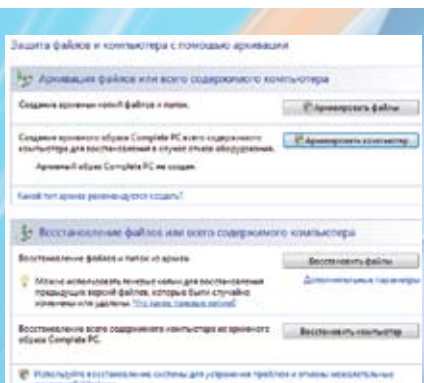 Защита файлов и компьютера с помощью архивации
Архивация файлов или всего содержимого компьютера
Создание архивных копий файлов и папок.
Архивировать файлы
Создание архивного образа Complete PC всего содержимого
компьютера для восстановления в случае отказа оборудования.
Архивировать компьютер
Архивный образ Complete PC не создан.
Какой тип архива рекомендуется создать?
Восстановление файлов или всего содержимого компьютера
Восстановление файлов и папок из архива.
Восстановить файлы
Можно использовать теневые копии для восстановления
предыдущих версий файлов, которые были случайно
изменены или удалены. Что такое теневые копии?
Дополнительные параметры
Восстановление всего содержимого компьютера из архивного
образа Complete PC.
Восстановить компьютер
Используйте восстановление системы для устранения проблем и отмены нежелательных